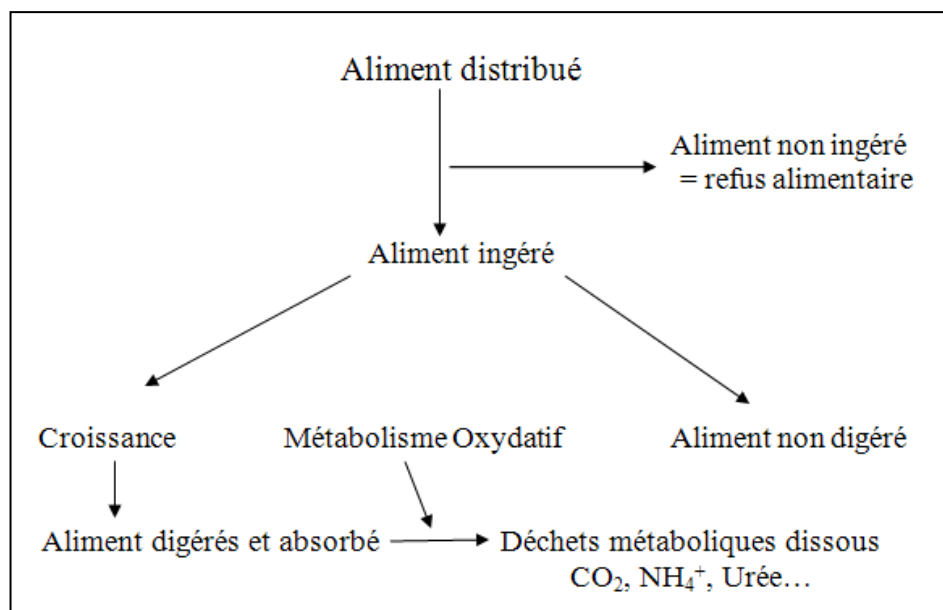 Aliment distribué
Aliment non ingéré
= refus alimentaire
Aliment ingéré
Croissance
Métabolisme Oxydatif
Aliment non digéré
Aliment digérés et absorbé
Déchets métaboliques dissous
CO₂, NH₄⁺, Urée…